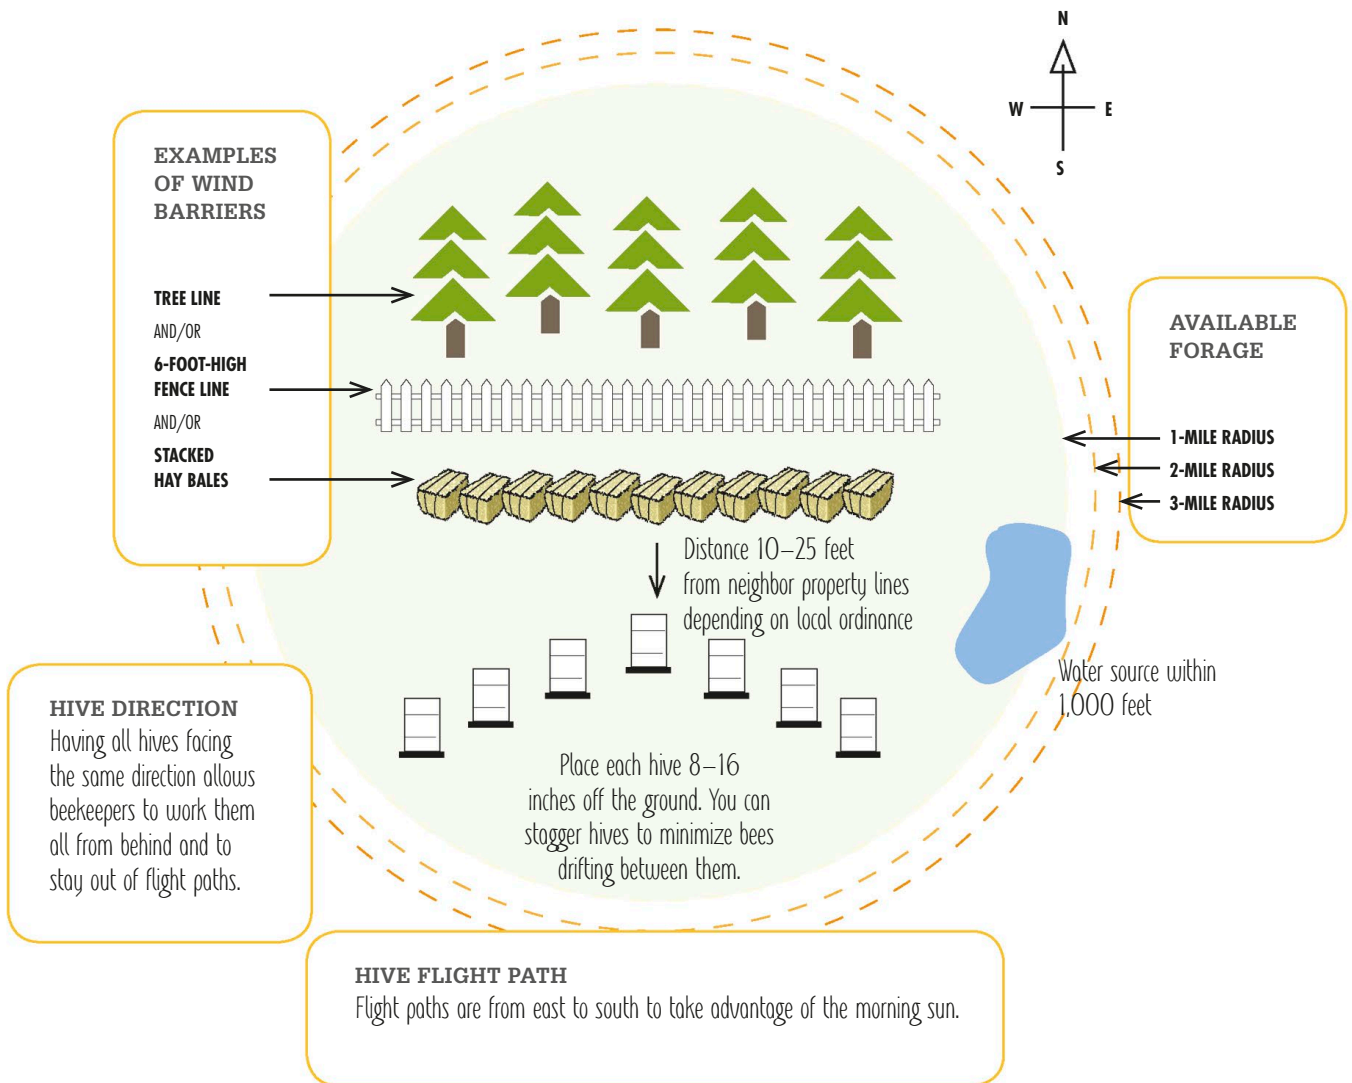 N
W
E
S
EXAMPLES
OF WIND
BARRIERS
TREE LINE
AND/OR
6-FOOT-HIGH
FENCE LINE
AND/OR
STACKED
HAY BALES
AVAILABLE
FORAGE
1-MILE RADIUS
2-MILE RADIUS
3-MILE RADIUS
Distance 10–25 feet
from neighbor property lines
depending on local ordinance
Water source within
1,000 feet
HIVE DIRECTION
Having all hives facing
the same direction allows
beekeepers to work them
all from behind and to
stay out of flight paths.
Place each hive 8–16
inches off the ground. You can
stagger hives to minimize bees
drifting between them.
HIVE FLIGHT PATH
Flight paths are from east to south to take advantage of the morning sun.